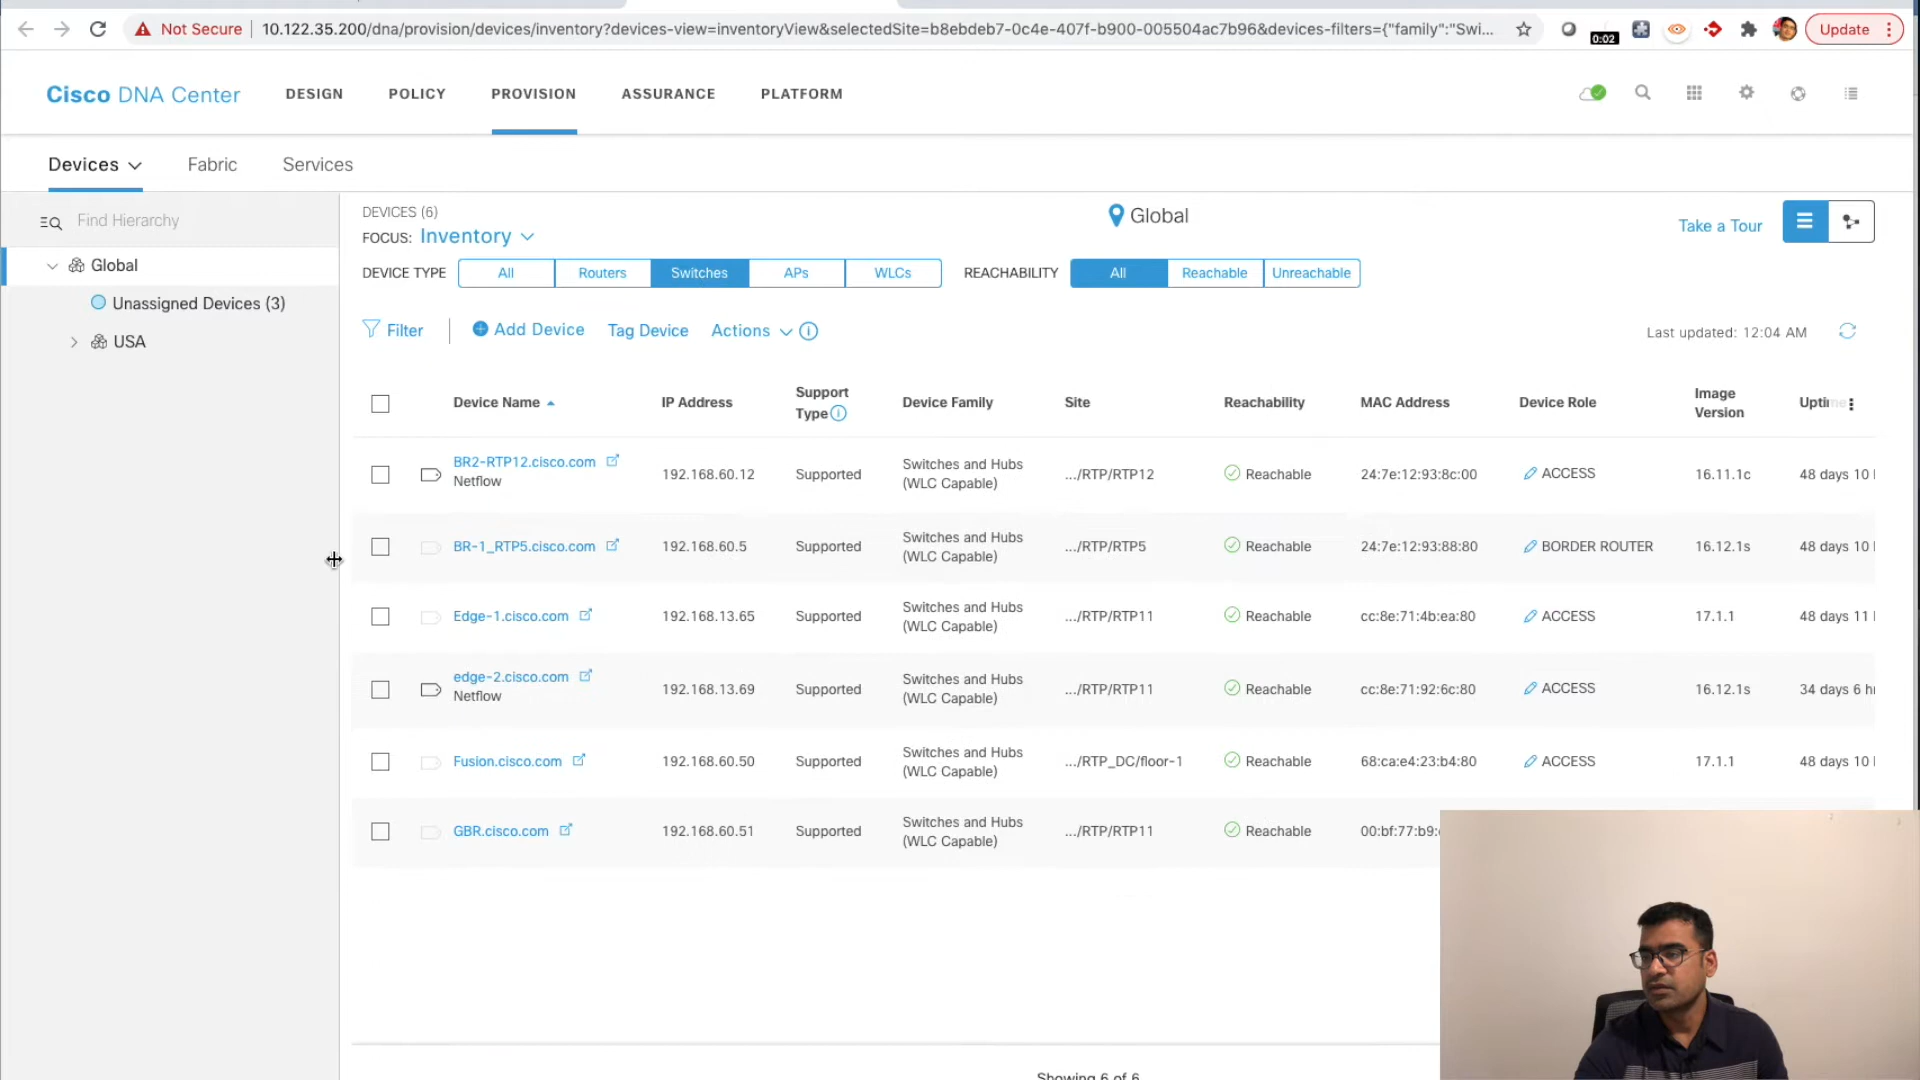 Not Secure 10.122.35.200/dna/provision/devices/inventory?devices-view=inventoryView&selectedSite=b8ebdeb7-0c4e-407f-b900-005504ac7b96&devices-filters={"family":"Swi...
0:02
Update
Cisco DNA Center DESIGN POLICY PROVISION ASSURANCE PLATFORM
Devices Fabric Services
Find Hierarchy
Global
Unassigned Devices (3)
USA
DEVICES (6)
FOCUS: Inventory
Global
Take a Tour
DEVICE TYPE All Routers Switches APs WLCs REACHABILITY All Reachable Unreachable
Filter Add Device Tag Device Actions
Last updated: 12:04 AM
Device Name IP Address Support Type Device Family Site Reachability MAC Address Device Role Image Version Uptime
BR2-RTP12.cisco.com Netflow 192.168.60.12 Supported Switches and Hubs (WLC Capable) .../RTP/RTP12 Reachable 24:7e:12:93:8c:00 ACCESS 16.11.1c 48 days 10
BR-1_RTP5.cisco.com 192.168.60.5 Supported Switches and Hubs (WLC Capable) .../RTP/RTP5 Reachable 24:7e:12:93:88:80 BORDER ROUTER 16.12.1s 48 days 10
Edge-1.cisco.com 192.168.13.65 Supported Switches and Hubs (WLC Capable) .../RTP/RTP11 Reachable cc:8e:71:4b:ea:80 ACCESS 17.1.1 48 days 11
edge-2.cisco.com Netflow 192.168.13.69 Supported Switches and Hubs (WLC Capable) .../RTP/RTP11 Reachable cc:8e:71:92:6c:80 ACCESS 16.12.1s 34 days 6
Fusion.cisco.com 192.168.60.50 Supported Switches and Hubs (WLC Capable) .../RTP_DC/floor-1 Reachable 68:ca:e4:23:b4:80 ACCESS 17.1.1 48 days 10
GBR.cisco.com 192.168.60.51 Supported Switches and Hubs (WLC Capable) .../RTP/RTP11 Reachable 00:bf:77:b9:
Showing 6 of 6